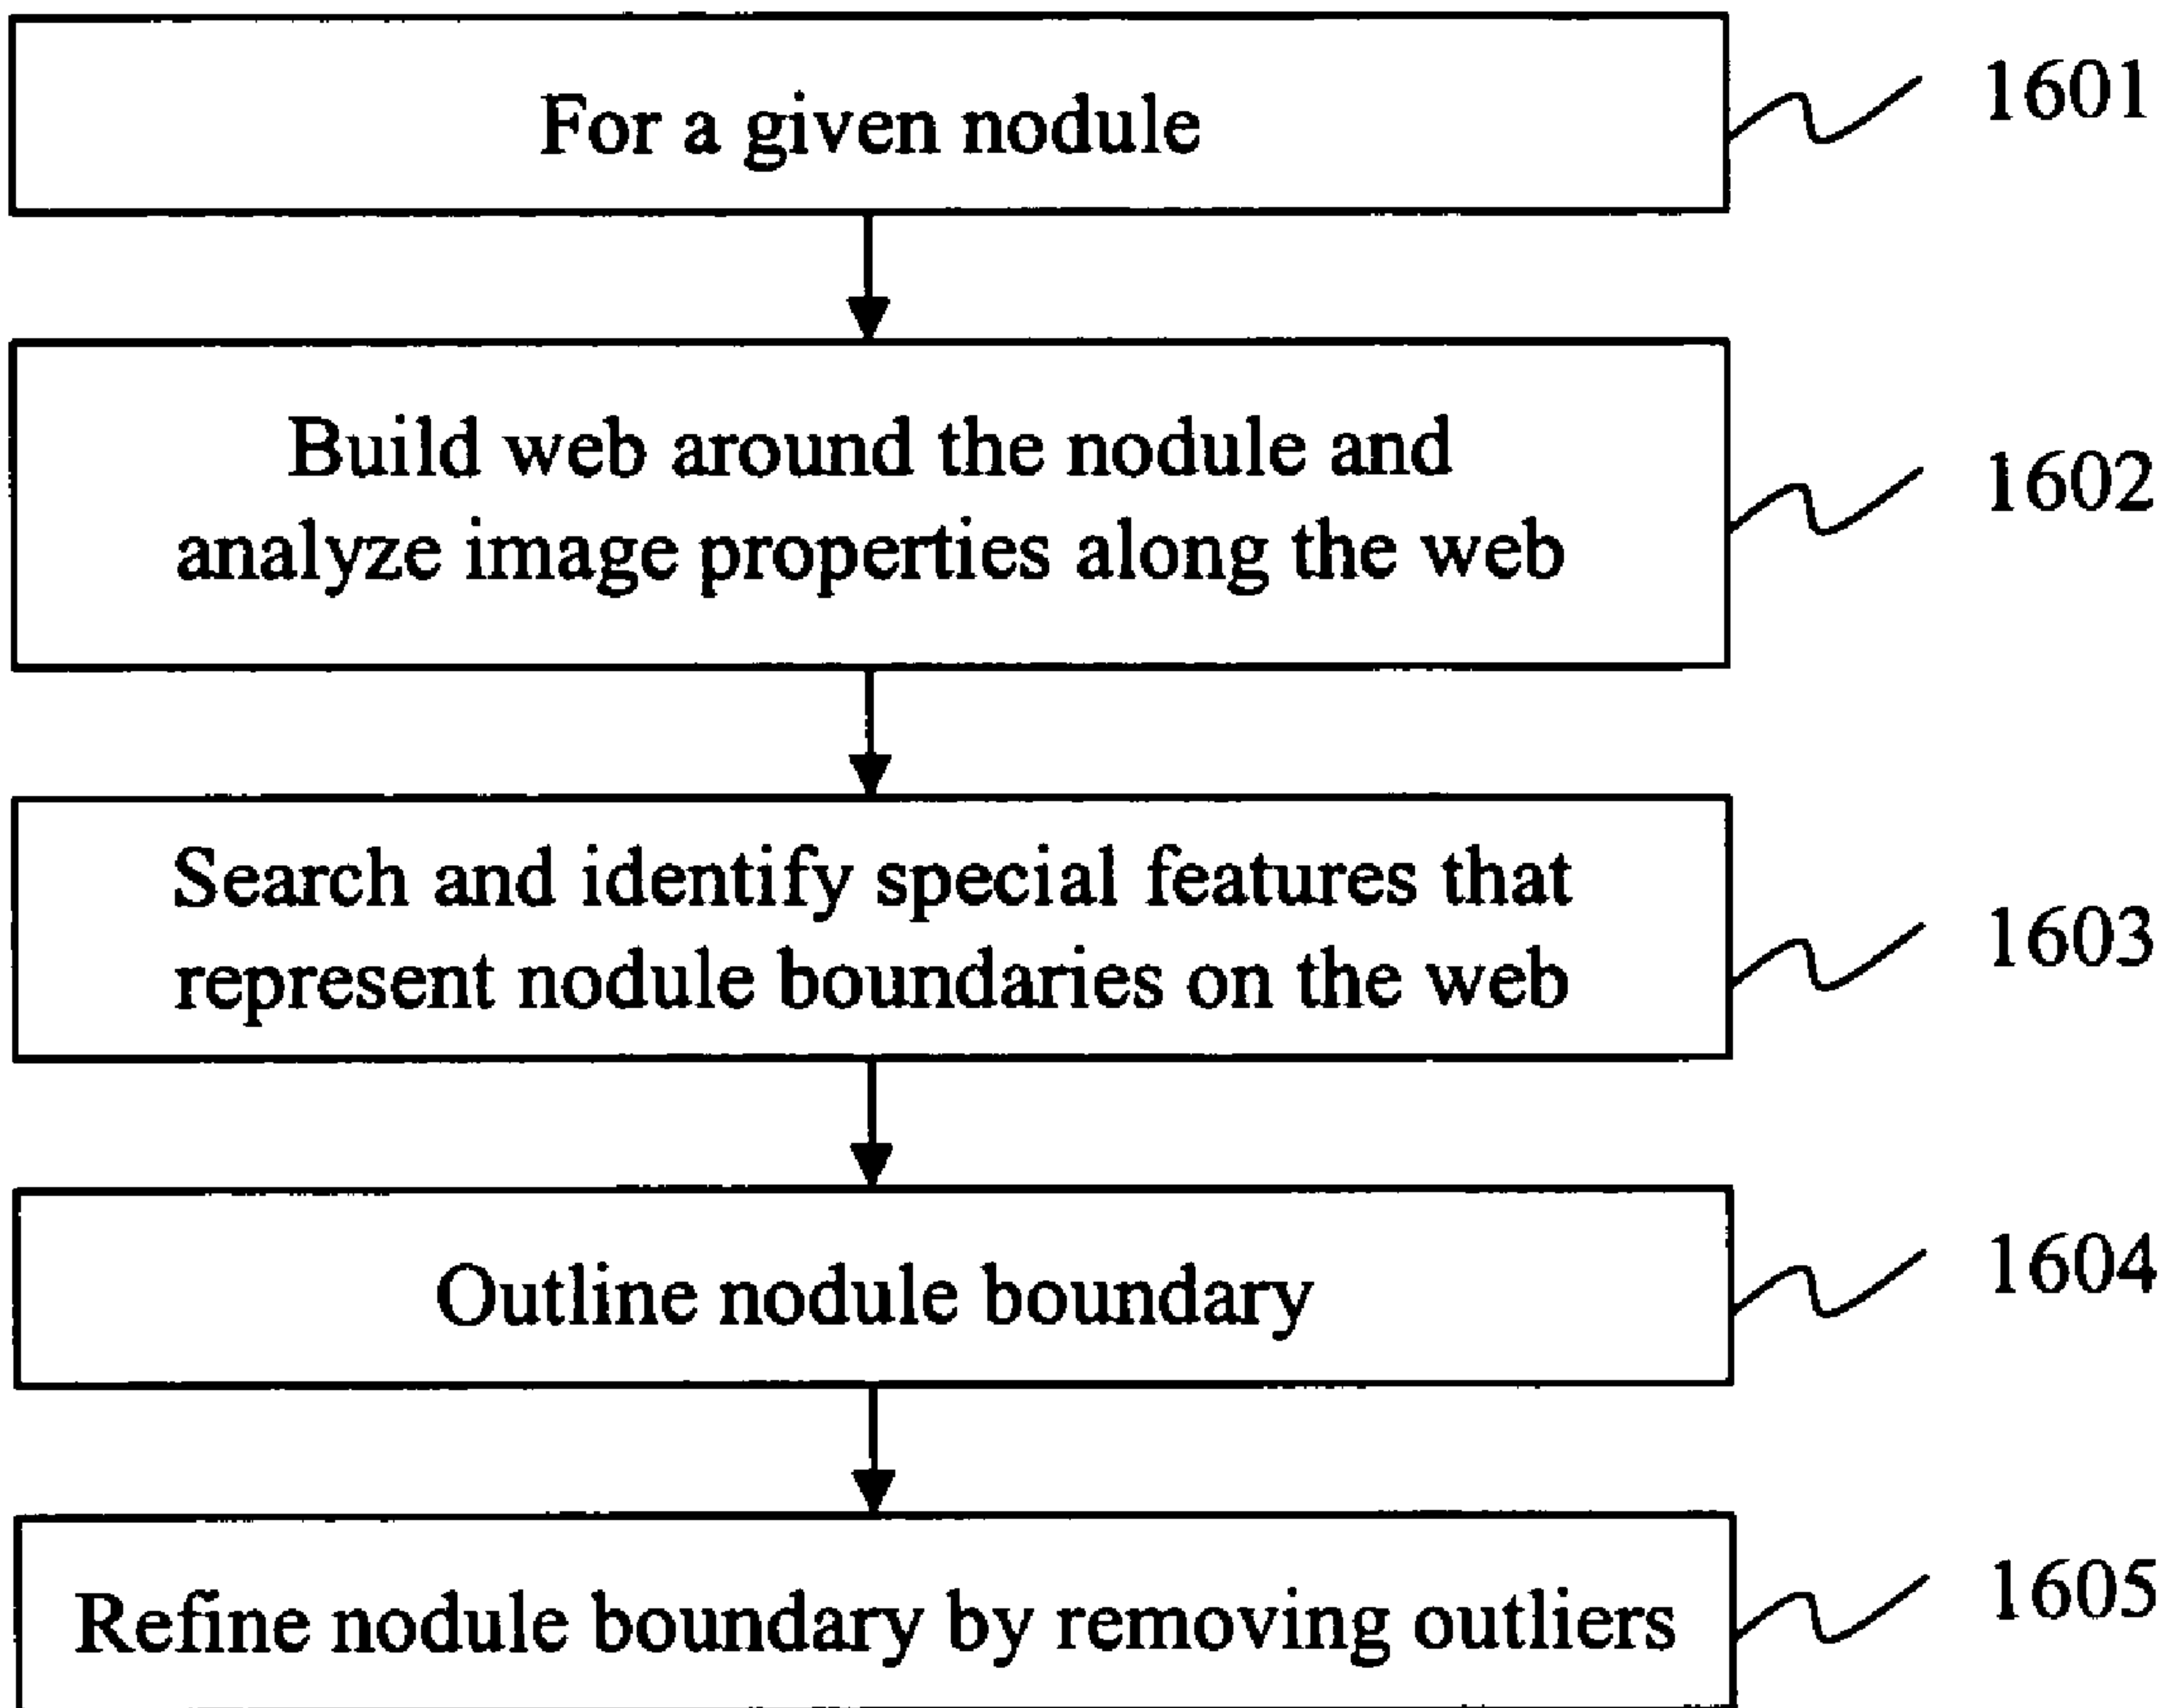 For a given nodule
1601
Build web around the nodule and
analyze image properties along the web
1602
Search and identify special features that
represent nodule boundaries on the web
1603
Outline nodule boundary
1604
Refine nodule boundary by removing outliers
1605